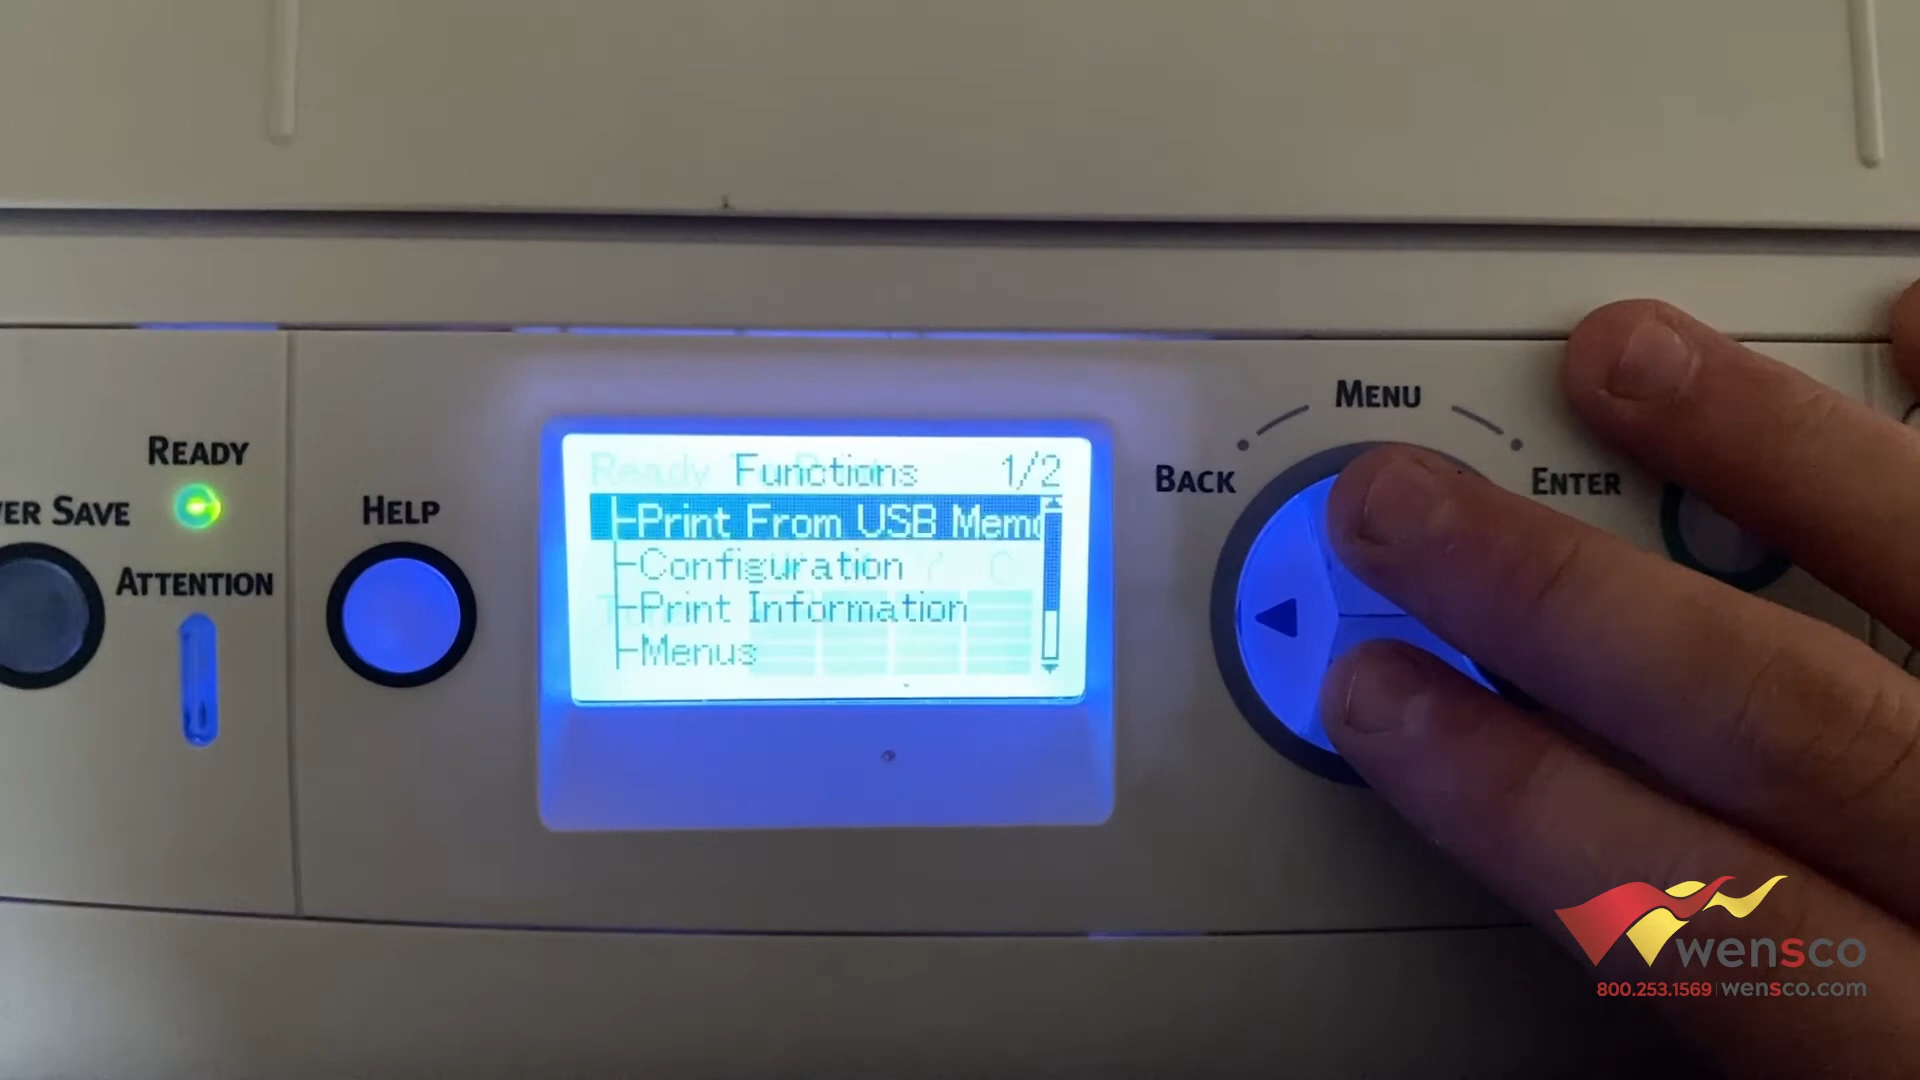 MENU
READY
BACK
ENTER
ER SAVE
HELP
ATTENTION
Functions 1/2
Print From USB Mem
Configuration
Print Information
Menus
Ready
wensco
800.253.1569 | wensco.com